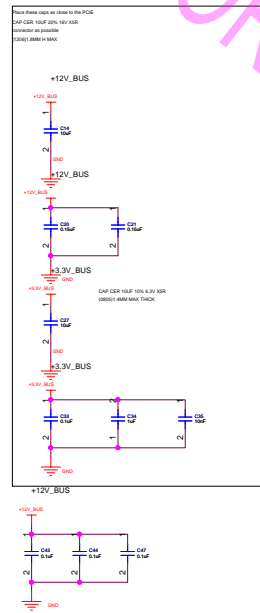 Place these caps as close to the PCIE
CAP CER 10UF 20% 16V X5R
connector as possible
(1206)1.8MM H MAX
+12V_BUS
+12V_BUS
1
C14
10uF
2
GND
+12V_BUS
+12V_BUS
1
1
C20
0.15uF
C21
0.15uF
2
2
GND
+3.3V_BUS
+3.3V_BUS
CAP CER 10UF 10% 6.3V X5R
(0805)1.4MM MAX THICK
1
C27
10uF
2
GND
+3.3V_BUS
+3.3V_BUS
1
2
1
C33
0.1uF
C34
1uF
C35
10nF
2
1
2
GND
+12V_BUS
+12V_BUS
1
1
1
C43
0.1uF
C44
0.1uF
C47
0.1uF
2
2
2
GND